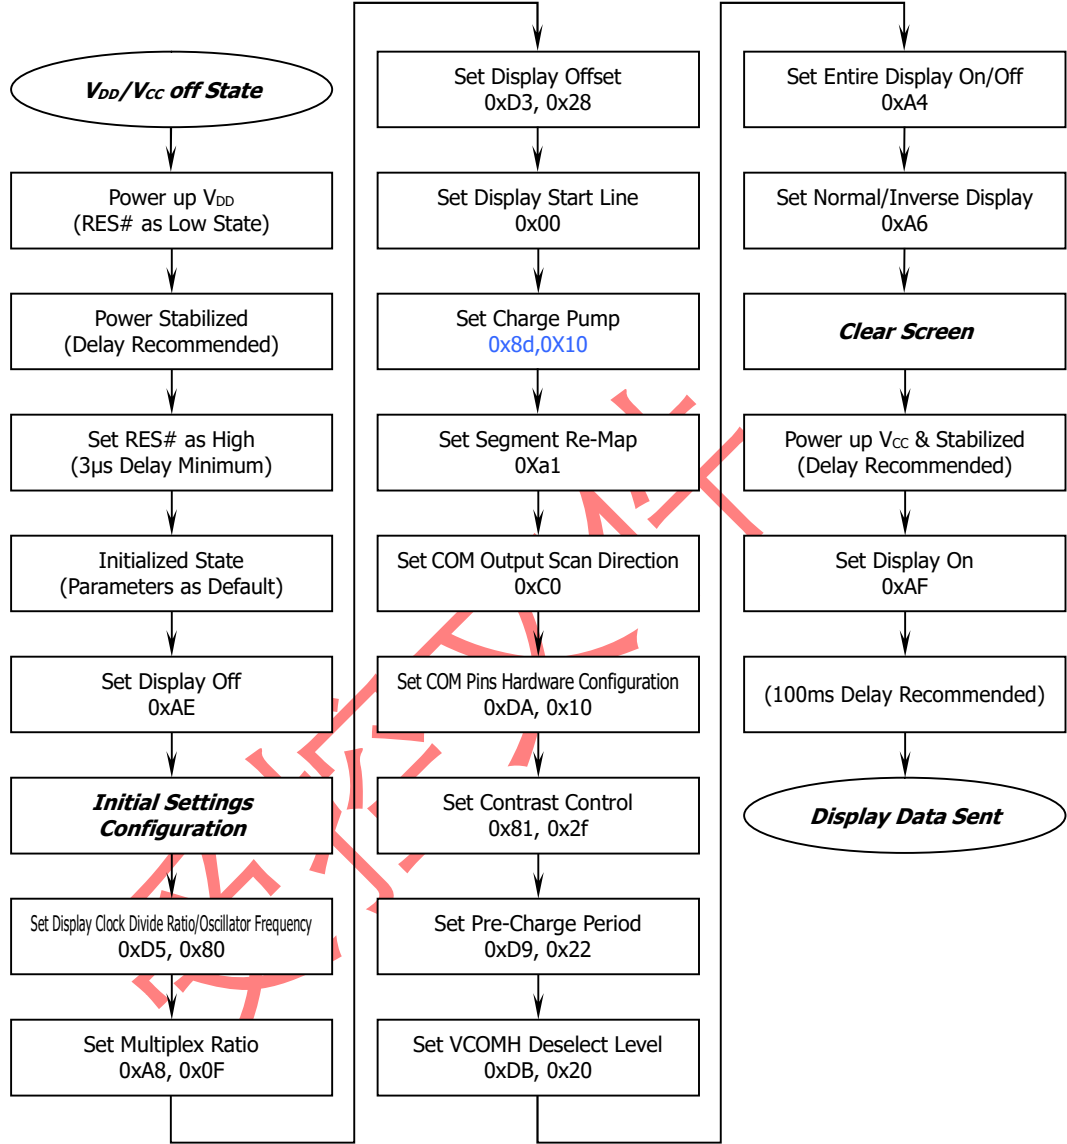 VDD/VCC off State
Power up VDD
(RES# as Low State)
Power Stabilized
(Delay Recommended)
Set RES# as High
(3µs Delay Minimum)
Initialized State
(Parameters as Default)
Set Display Off
0xAE
Initial Settings
Configuration
Set Display Clock Divide Ratio/Oscillator Frequency
0xD5, 0x80
Set Multiplex Ratio
0xA8, 0x0F
Set Display Offset
0xD3, 0x28
Set Display Start Line
0x00
Set Charge Pump
0x8d,0X10
Set Segment Re-Map
0Xa1
Set COM Output Scan Direction
0xC0
Set COM Pins Hardware Configuration
0xDA, 0x10
Set Contrast Control
0x81, 0x2f
Set Pre-Charge Period
0xD9, 0x22
Set VCOMH Deselect Level
0xDB, 0x20
Set Entire Display On/Off
0xA4
Set Normal/Inverse Display
0xA6
Clear Screen
Power up VCC & Stabilized
(Delay Recommended)
Set Display On
0xAF
(100ms Delay Recommended)
Display Data Sent